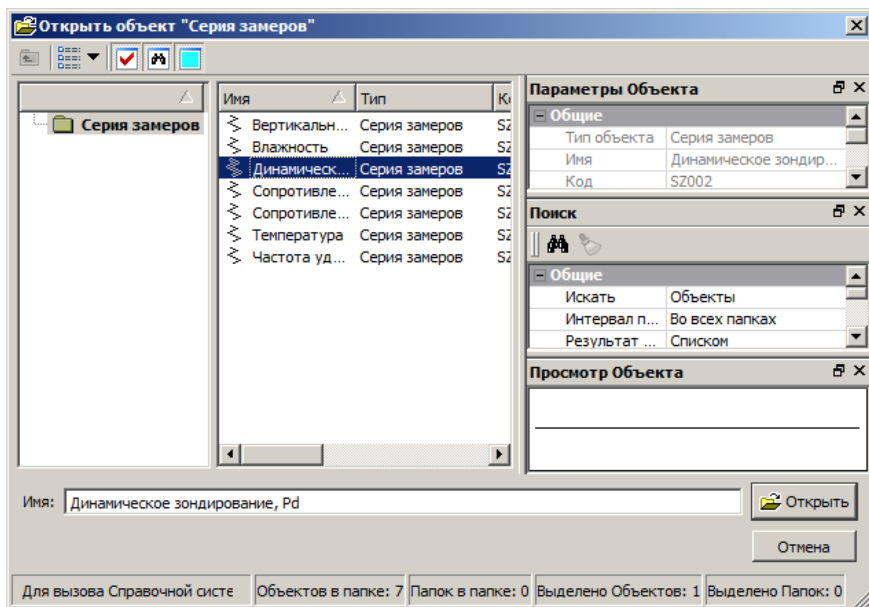 Открыть объект "Серия замеров"
Серия замеров
Имя Тип
Вертикальн... Серия замеров SZ
Влажность Серия замеров SZ
Динамическ... Серия замеров SZ
Сопротивле... Серия замеров SZ
Сопротивле... Серия замеров SZ
Температура Серия замеров SZ
Частота уд... Серия замеров SZ
Параметры Объекта
Общие
Тип объекта Серия замеров
Имя Динамическое зондир...
Код SZ002
Поиск
Общие
Искать Объекты
Интервал п... Во всех папках
Результат ... Списком
Просмотр Объекта
Имя: Динамическое зондирование, Pd
Открыть
Отмена
Для вызова Справочной систе Объектов в папке: 7 Папок в папке: 0 Выделено Объектов: 1 Выделено Папок: 0